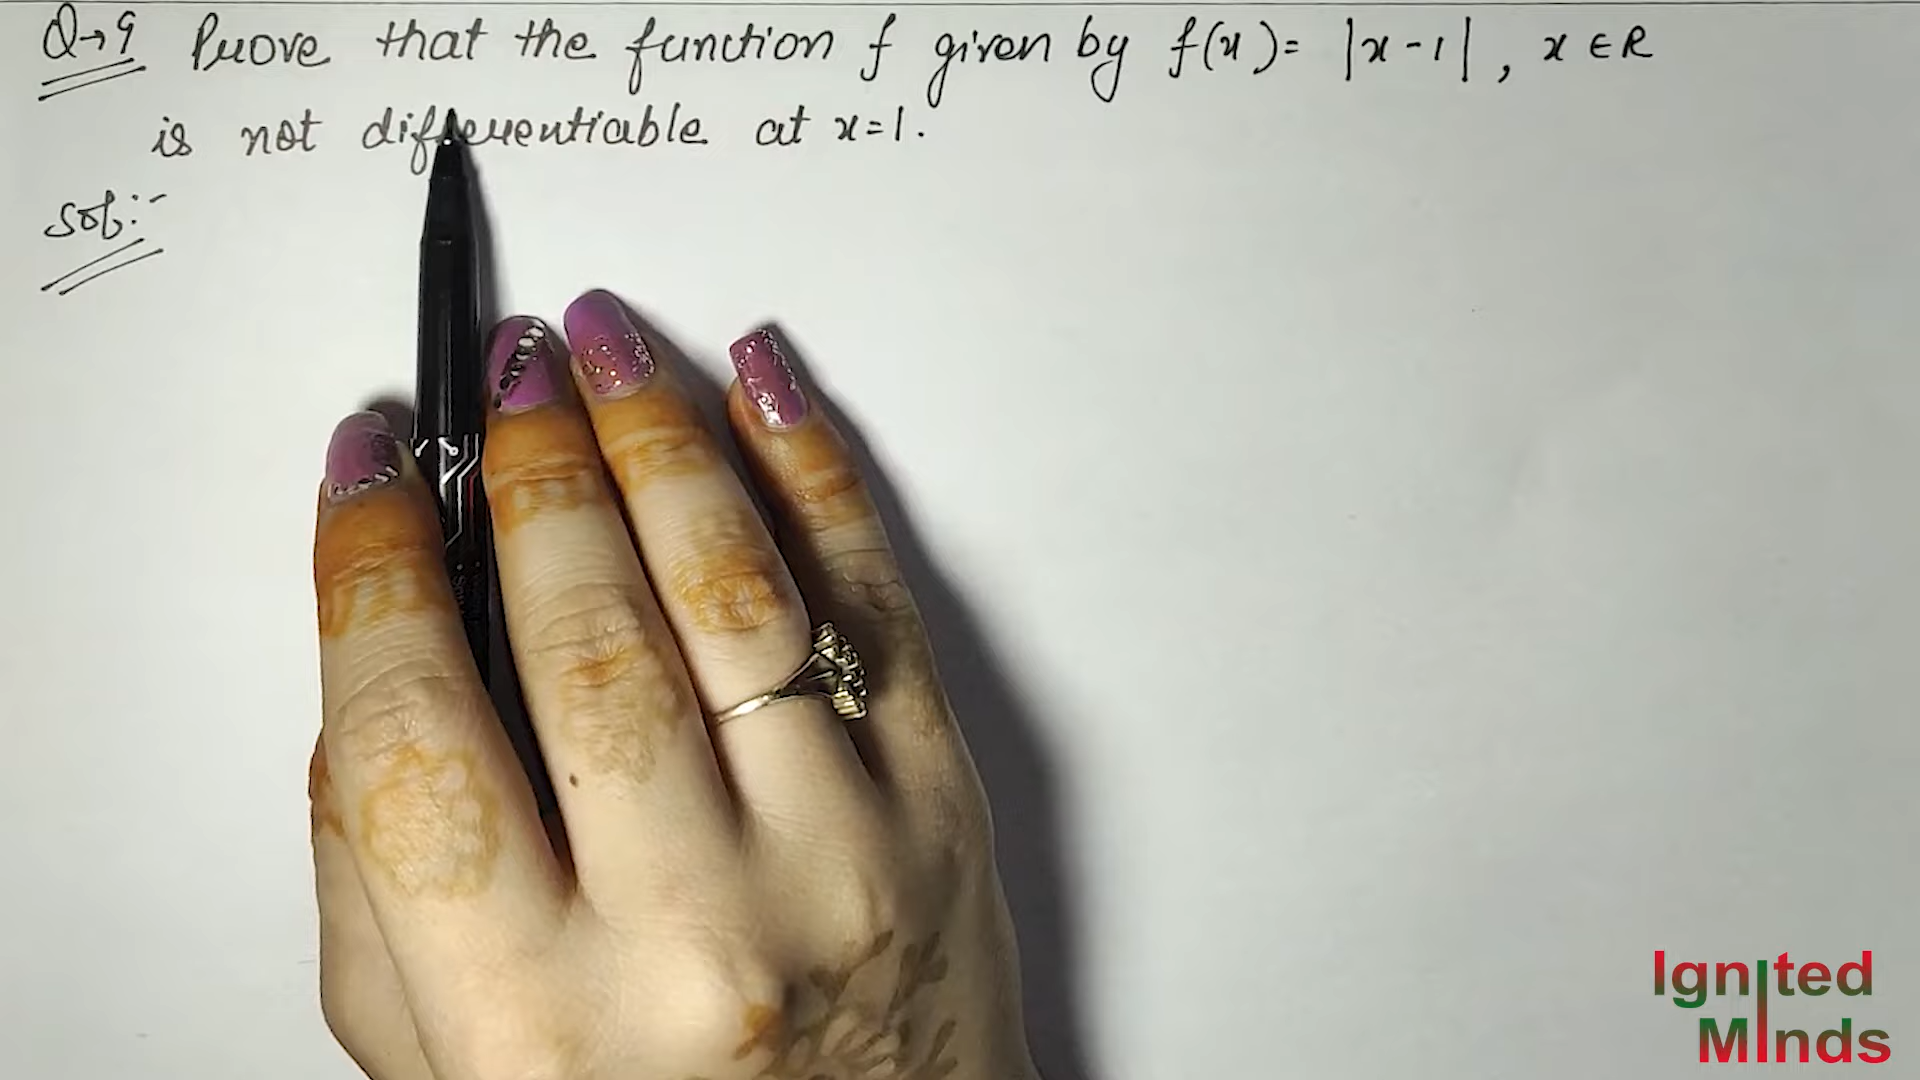 Q→9 Prove that the function f given by f(x)= |x-1|, x ∈ R
is not differentiable at x=1.
Sol:-
Ignited
Minds